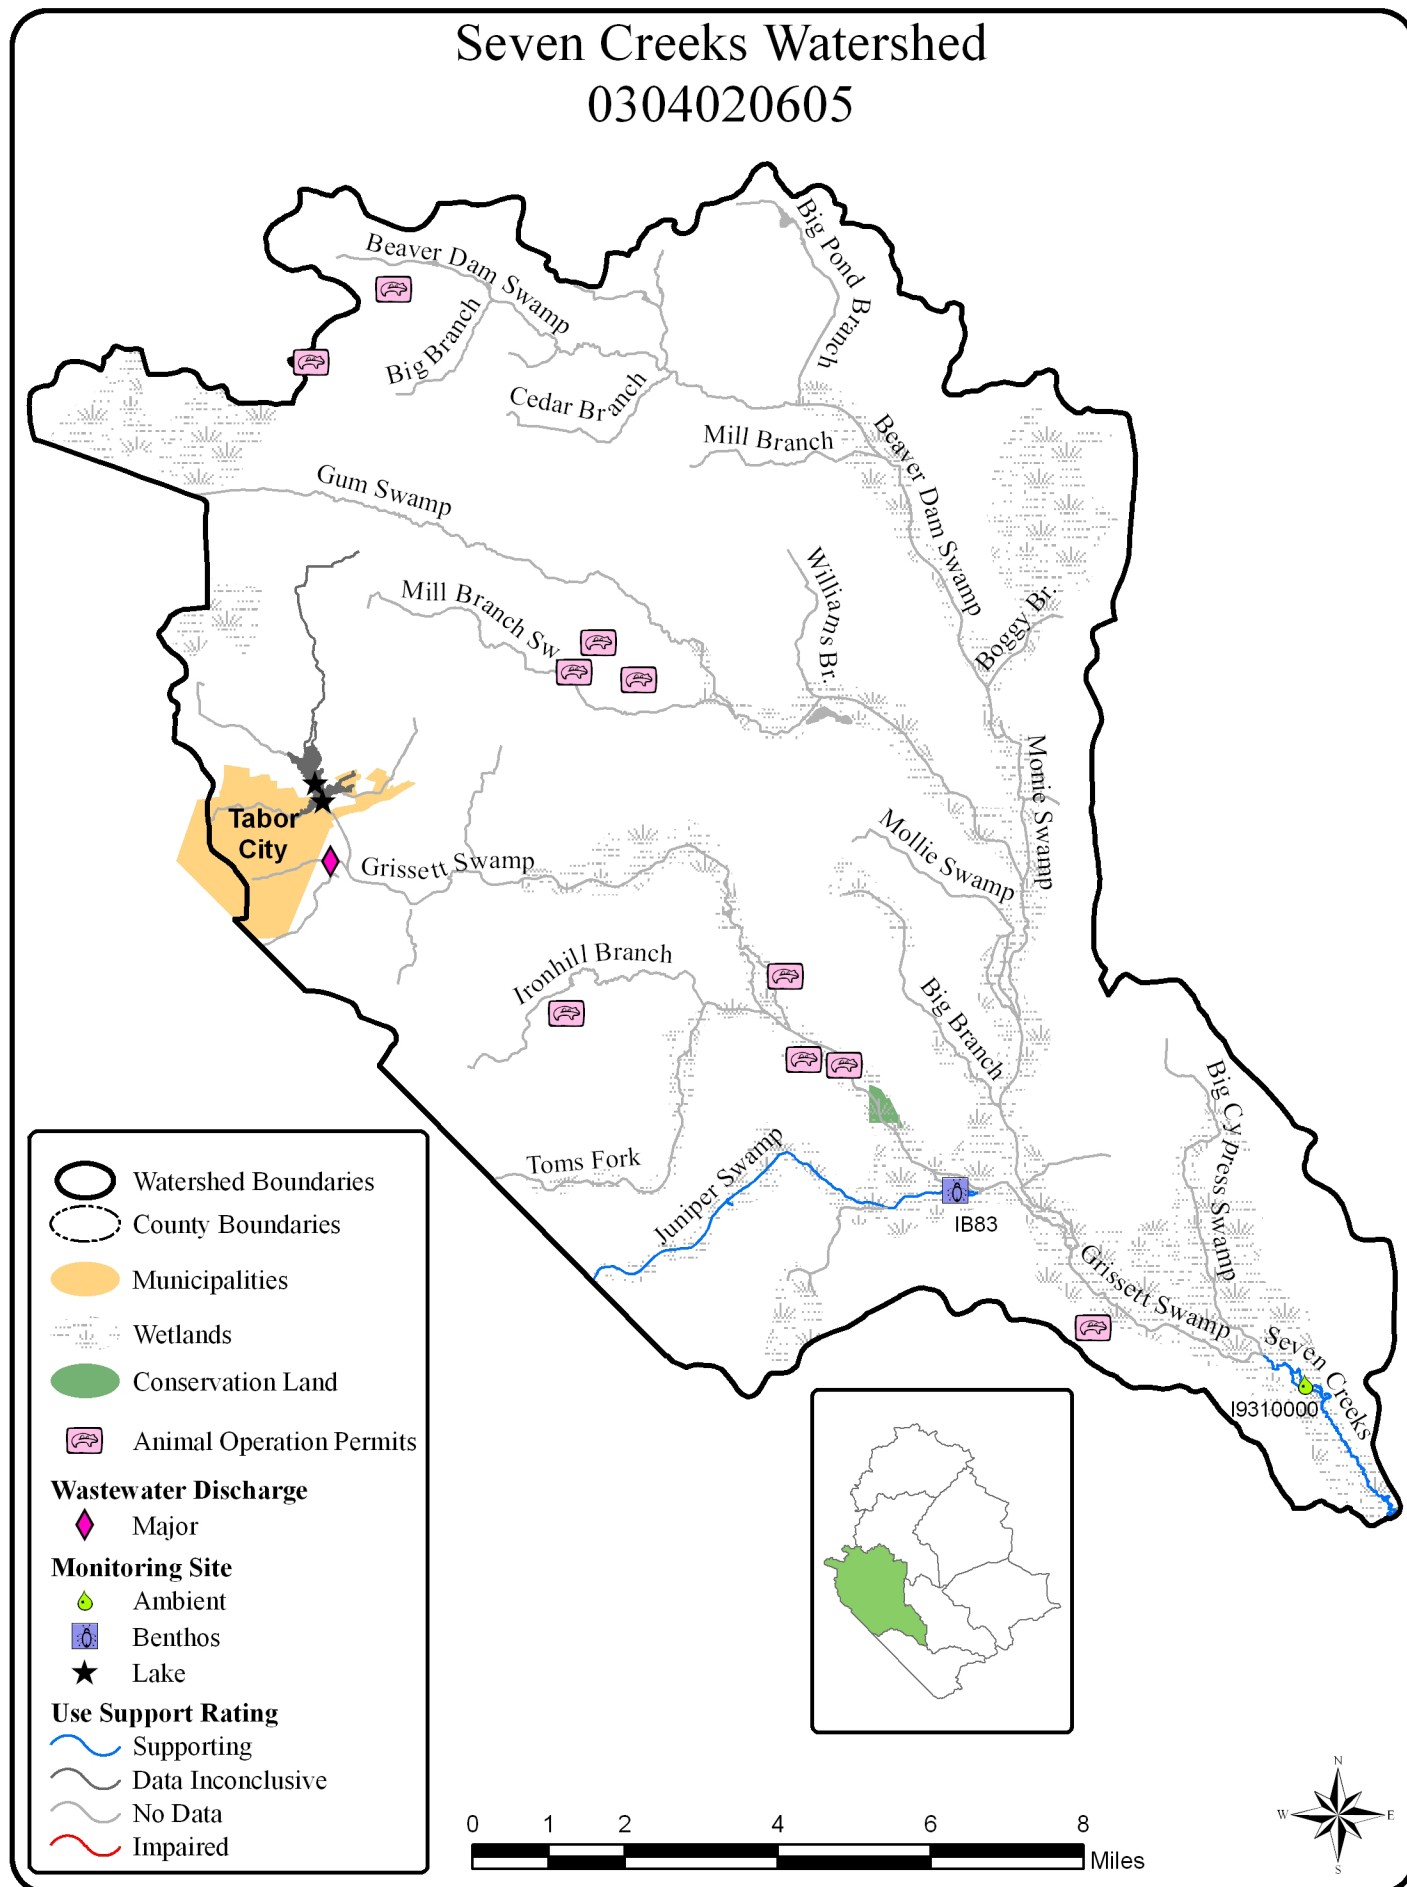 Seven Creeks Watershed
0304020605
Big Pond Branch
Beaver Dam Swamp
Big Branch
Cedar Branch
Mill Branch
Beaver Dam Swamp
Gum Swamp
Mill Branch Sw
Williams Br.
Boggy Br.
Monie Swamp
Tabor
City
Grissett Swamp
Mollie Swamp
Ironhill Branch
Big Branch
Big Cypress Swamp
Toms Fork
Juniper Swamp
IB83
Grissett Swamp
Seven Creeks
I9310000
Watershed Boundaries
County Boundaries
Municipalities
Wetlands
Conservation Land
Animal Operation Permits
Wastewater Discharge
Major
Monitoring Site
Ambient
Benthos
Lake
Use Support Rating
Supporting
Data Inconclusive
No Data
Impaired
0 1 2 4 6 8
Miles
N
W E
S